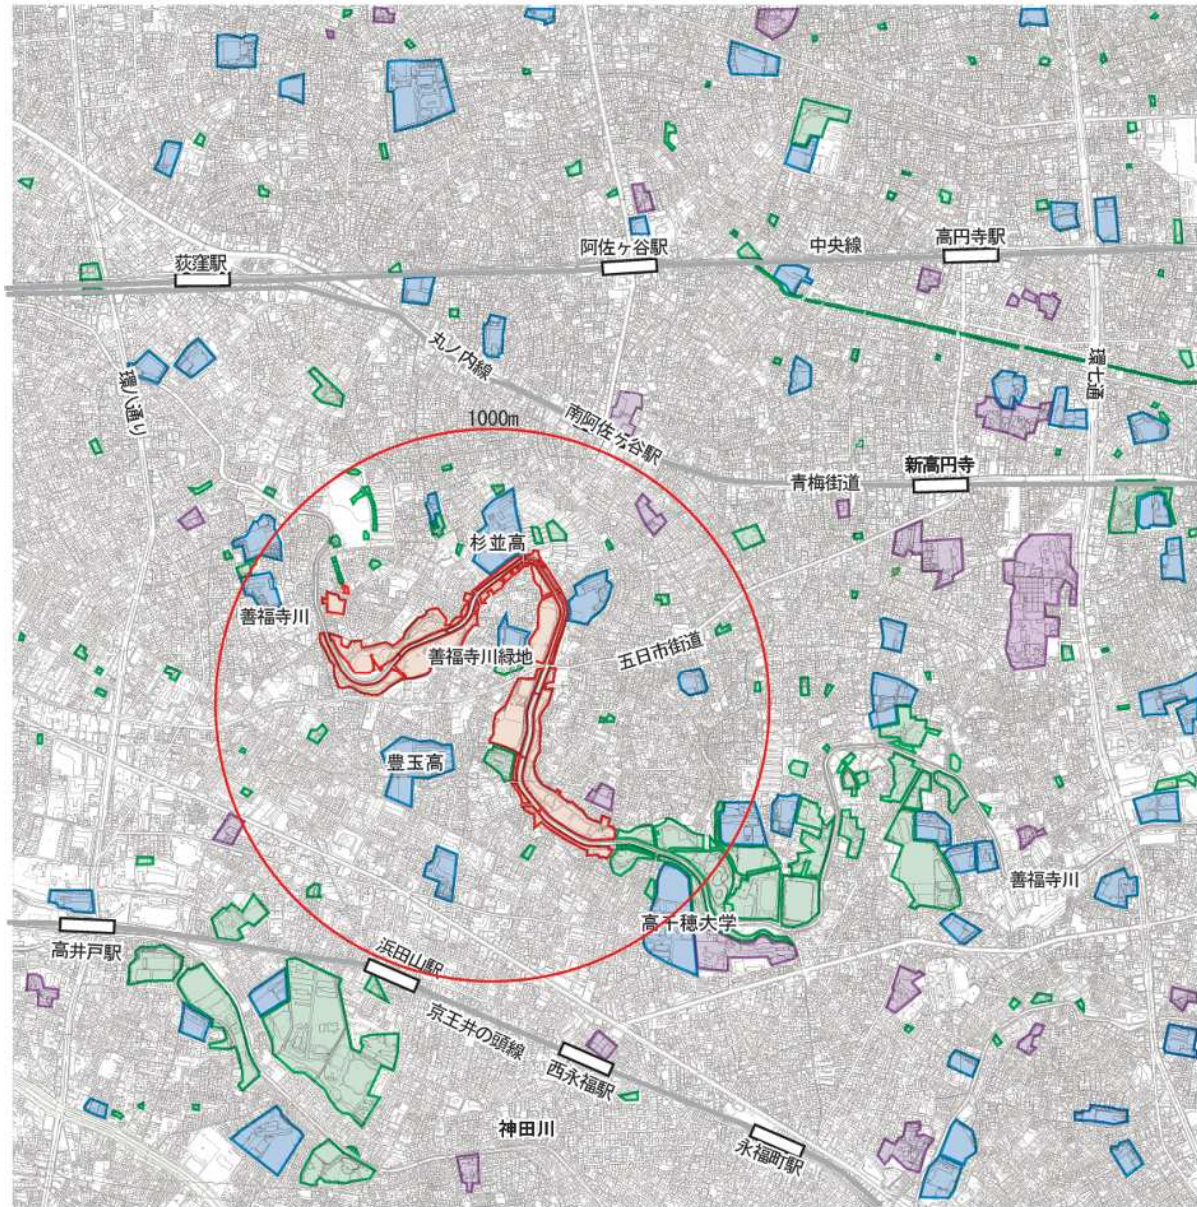 阿佐ヶ谷駅
中央線
高円寺駅
荻窪駅
丸ノ内線
環八通り
環七通
1000m
南阿佐ヶ谷駅
新高円寺
青梅街道
杉並高
善福寺川
善福寺川緑地
五日市街道
豊玉高
善福寺川
高千穂大学
高井戸駅
浜田山駅
京王井の頭線
西永福駅
神田川
永福町駅